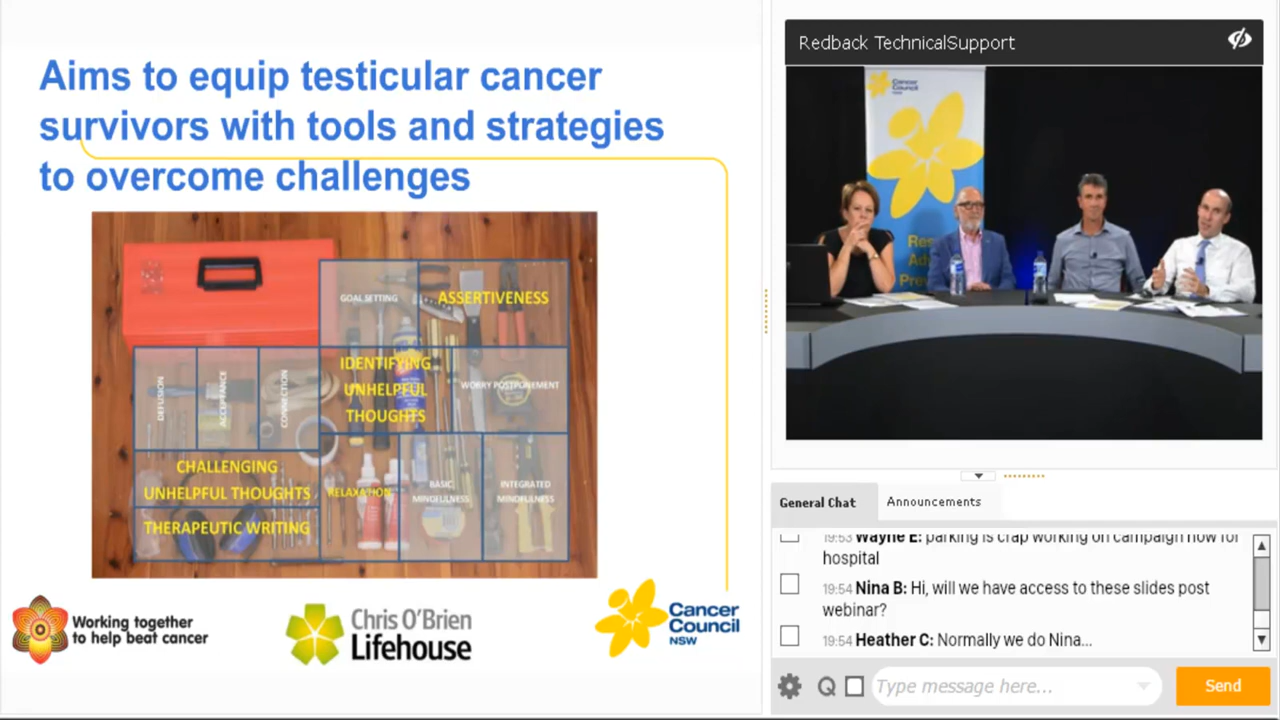 Aims to equip testicular cancer
survivors with tools and strategies
to overcome challenges
GOAL SETTING
ASSERTIVENESS
DEFUSION
ACCEPTANCE
CONNECTION
IDENTIFYING
UNHELPFUL
THOUGHTS
WORRY POSTPONEMENT
CHALLENGING
UNHELPFUL THOUGHTS
THERAPEUTIC WRITING
RELAXATION
BASIC
MINDFULNESS
INTEGRATED
MINDFULNESS
Working together
to help beat cancer
Chris O'Brien
Lifehouse
Cancer
Council
NSW
Redback TechnicalSupport
Cancer
Council
NSW
General Chat
Announcements
19:53 Wayne E: parking is crap working on campaign now for
hospital
19:54 Nina B: Hi, will we have access to these slides post
webinar?
19:54 Heather C: Normally we do Nina...
Q
Type message here...
Send